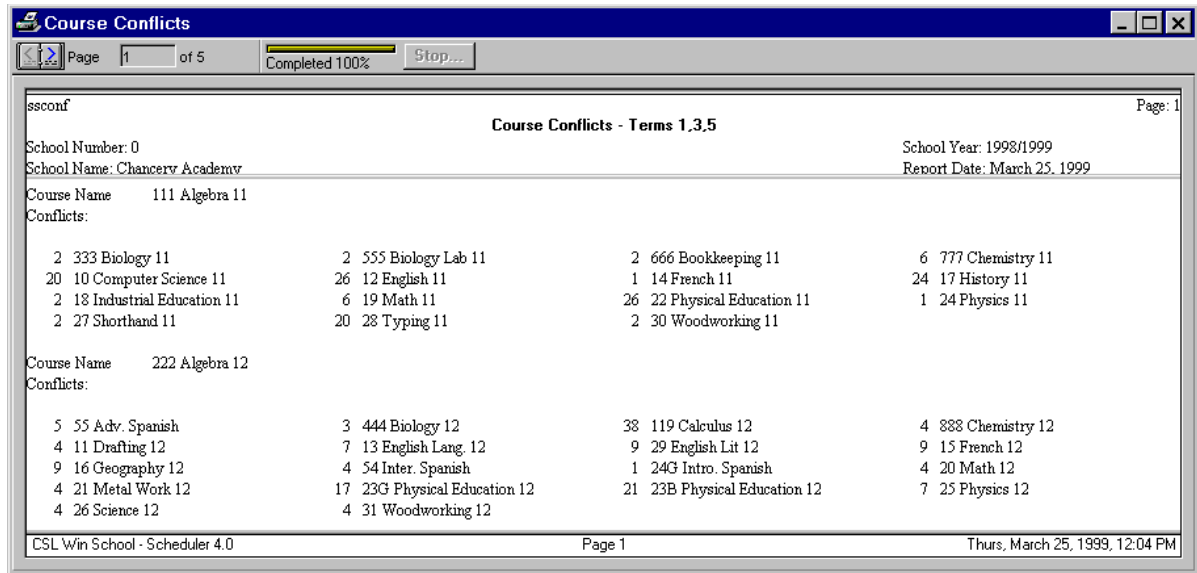 Course Conflicts
Page 1 of 5 Completed 100% Stop...
ssconf Page: 1
Course Conflicts - Terms 1,3,5
School Number: 0 School Year: 1998/1999
School Name: Chancery Academy Report Date: March 25, 1999
Course Name 111 Algebra 11
Conflicts:
2 333 Biology 11 2 555 Biology Lab 11 2 666 Bookkeeping 11 6 777 Chemistry 11
20 10 Computer Science 11 26 12 English 11 1 14 French 11 24 17 History 11
2 18 Industrial Education 11 6 19 Math 11 26 22 Physical Education 11 1 24 Physics 11
2 27 Shorthand 11 20 28 Typing 11 2 30 Woodworking 11
Course Name 222 Algebra 12
Conflicts:
5 55 Adv. Spanish 3 444 Biology 12 38 119 Calculus 12 4 888 Chemistry 12
4 11 Drafting 12 7 13 English Lang. 12 9 29 English Lit 12 9 15 French 12
9 16 Geography 12 4 54 Inter. Spanish 1 24G Intro. Spanish 4 20 Math 12
4 21 Metal Work 12 17 23G Physical Education 12 21 23B Physical Education 12 7 25 Physics 12
4 26 Science 12 4 31 Woodworking 12
CSL Win School - Scheduler 4.0 Page 1 Thurs, March 25, 1999, 12:04 PM